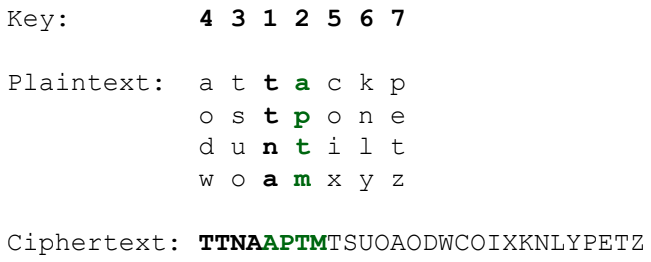 Key: 4 3 1 2 5 6 7
Plaintext: a t t a c k p
o s t p o n e
d u n t i l t
w o a m x y z
Ciphertext: TTNAAPTMTSUOAODWCOIXKNLYPETZ